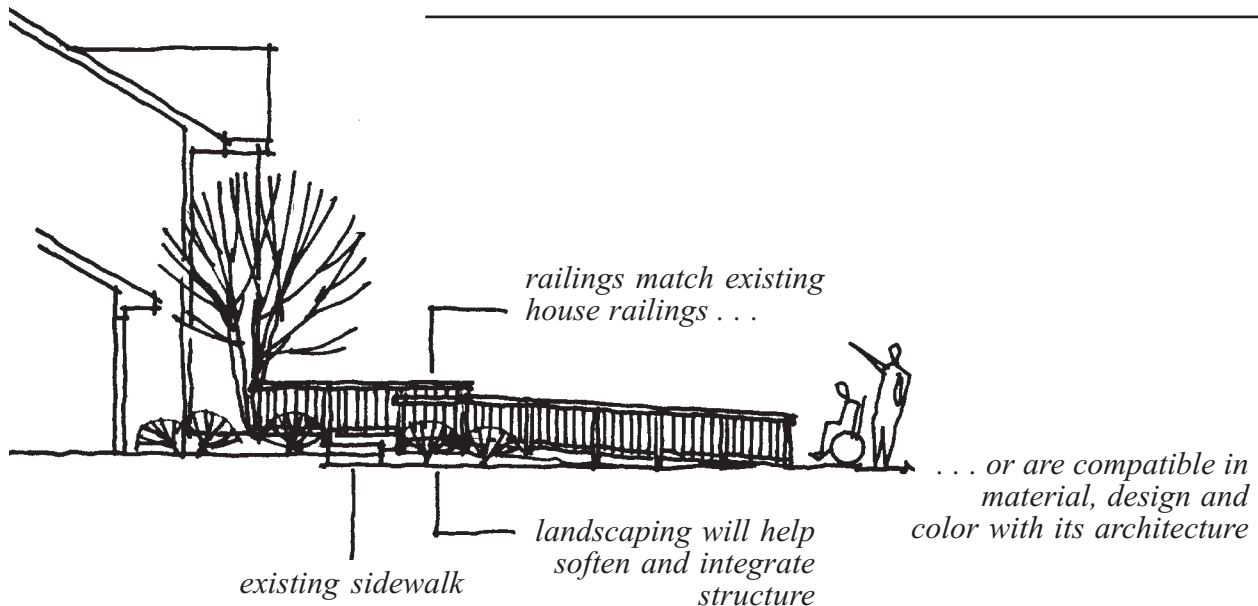 railings match existing
house railings . . .
. . . or are compatible in
material, design and
color with its architecture
landscaping will help
soften and integrate
structure
existing sidewalk